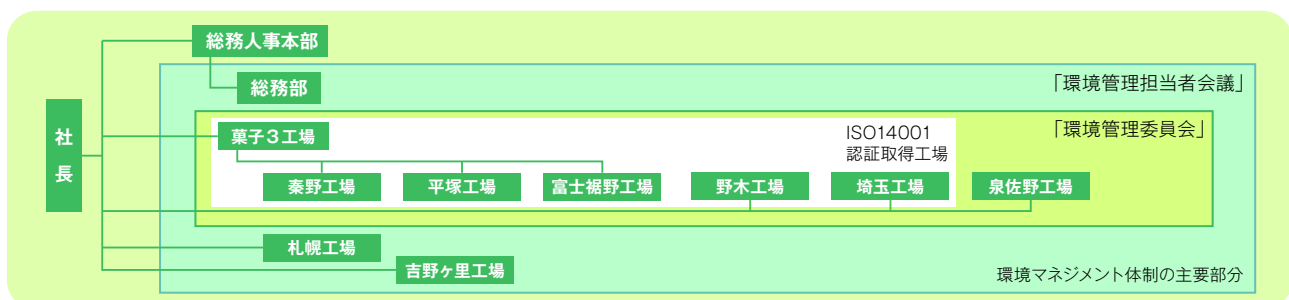 総務人事本部
総務部
「環境管理担当者会議」
社長
菓子3工場
ISO14001
認証取得工場
「環境管理委員会」
秦野工場
平塚工場
富士裾野工場
野木工場
埼玉工場
泉佐野工場
札幌工場
吉野ヶ里工場
環境マネジメント体制の主要部分